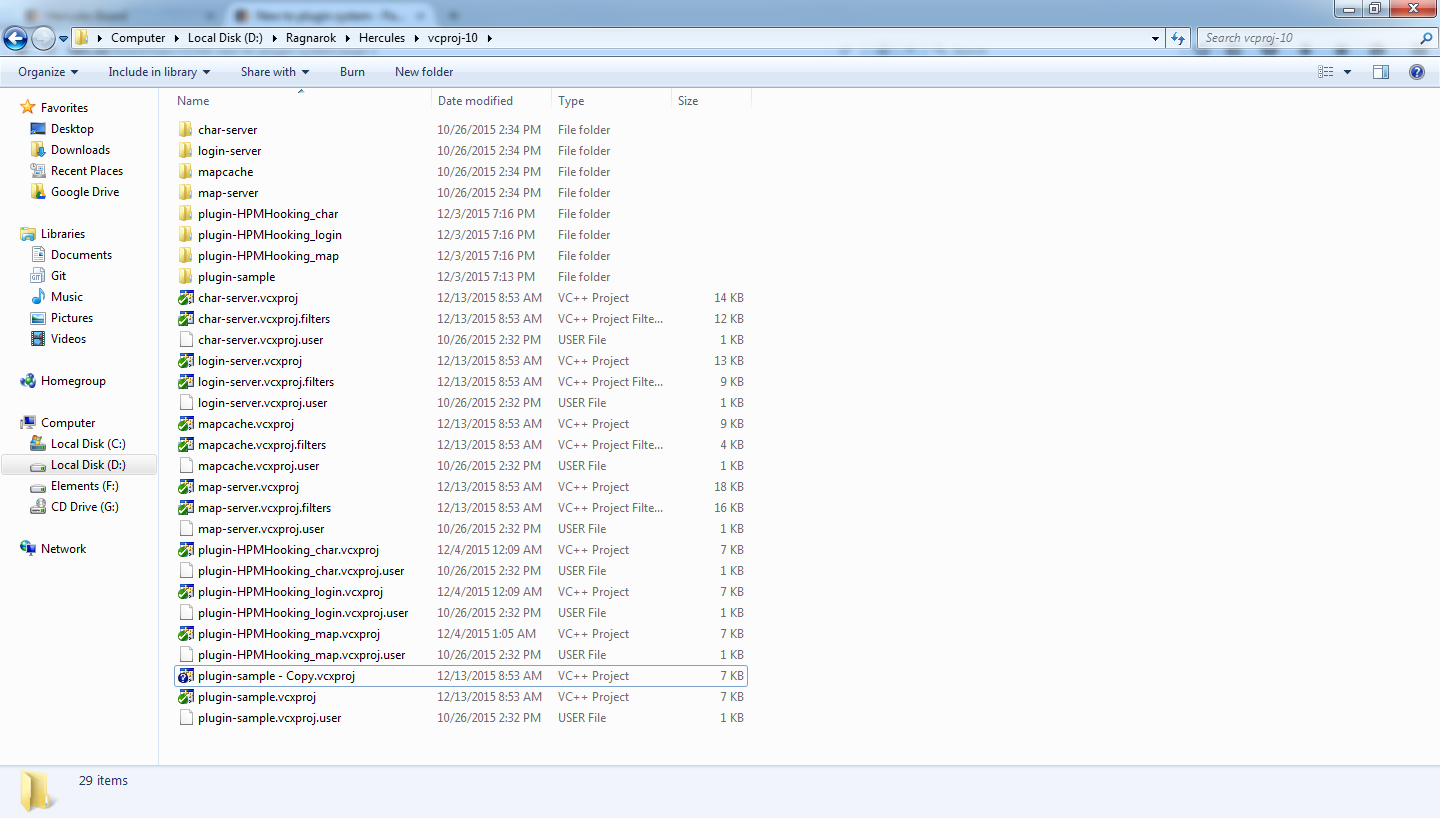 Computer Local Disk (D:) Ragnarok Hercules vcproj-10 Search vcproj-10
Organize Include in library Share with Burn New folder
Favorites
Desktop
Downloads
Recent Places
Google Drive
Libraries
Documents
Git
Music
Pictures
Videos
Homegroup
Computer
Local Disk (C:)
Local Disk (D:)
Elements (F:)
CD Drive (G:)
Network
Name Date modified Type Size
char-server 10/26/2015 2:34 PM File folder
login-server 10/26/2015 2:34 PM File folder
mapcache 10/26/2015 2:34 PM File folder
map-server 10/26/2015 2:34 PM File folder
plugin-HPMHooking_char 12/3/2015 7:16 PM File folder
plugin-HPMHooking_login 12/3/2015 7:16 PM File folder
plugin-HPMHooking_map 12/3/2015 7:16 PM File folder
plugin-sample 12/3/2015 7:13 PM File folder
char-server.vcxproj 12/13/2015 8:53 AM VC++ Project 14 KB
char-server.vcxproj.filters 12/13/2015 8:53 AM VC++ Project Filte... 12 KB
char-server.vcxproj.user 10/26/2015 2:32 PM USER File 1 KB
login-server.vcxproj 12/13/2015 8:53 AM VC++ Project 13 KB
login-server.vcxproj.filters 12/13/2015 8:53 AM VC++ Project Filte... 9 KB
login-server.vcxproj.user 10/26/2015 2:32 PM USER File 1 KB
mapcache.vcxproj 12/13/2015 8:53 AM VC++ Project 9 KB
mapcache.vcxproj.filters 12/13/2015 8:53 AM VC++ Project Filte... 4 KB
mapcache.vcxproj.user 10/26/2015 2:32 PM USER File 1 KB
map-server.vcxproj 12/13/2015 8:53 AM VC++ Project 18 KB
map-server.vcxproj.filters 12/13/2015 8:53 AM VC++ Project Filte... 16 KB
map-server.vcxproj.user 10/26/2015 2:32 PM USER File 1 KB
plugin-HPMHooking_char.vcxproj 12/4/2015 12:09 AM VC++ Project 7 KB
plugin-HPMHooking_char.vcxproj.user 10/26/2015 2:32 PM USER File 1 KB
plugin-HPMHooking_login.vcxproj 12/4/2015 12:09 AM VC++ Project 7 KB
plugin-HPMHooking_login.vcxproj.user 10/26/2015 2:32 PM USER File 1 KB
plugin-HPMHooking_map.vcxproj 12/4/2015 1:05 AM VC++ Project 7 KB
plugin-HPMHooking_map.vcxproj.user 10/26/2015 2:32 PM USER File 1 KB
plugin-sample - Copy.vcxproj 12/13/2015 8:53 AM VC++ Project 7 KB
plugin-sample.vcxproj 12/13/2015 8:53 AM VC++ Project 7 KB
plugin-sample.vcxproj.user 10/26/2015 2:32 PM USER File 1 KB
29 items